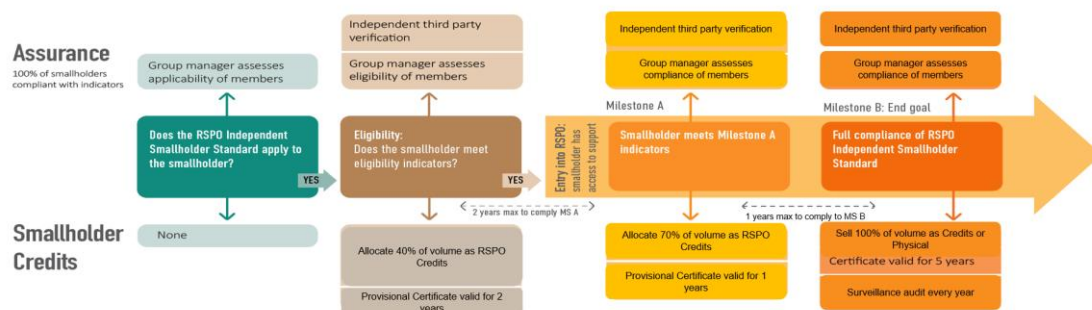 Assurance
100% of smallholders
compliant with indicators
Group manager assesses
applicability of members
Independent third party
verification
Group manager assesses
eligibility of members
Independent third party verification
Group manager assesses
compliance of members
Independent third party verification
Group manager assesses
compliance of members
Milestone A
Milestone B: End goal
Does the RSPO Independent
Smallholder Standard apply to
the smallholder?
YES
Eligibility:
Does the smallholder meet
eligibility indicators?
YES
Entry into RSPO:
smallholder has
access to support
Smallholder meets Milestone A
indicators
Full compliance of RSPO
Independent Smallholder
Standard
2 years max to comply MS A
1 years max to comply to MS B
Smallholder
Credits
None
Allocate 40% of volume as RSPO
Credits
Provisional Certificate valid for 2
years
Allocate 70% of volume as RSPO
Credits
Provisional Certificate valid for 1
years
Sell 100% of volume as Credits or
Physical
Certificate valid for 5 years
Surveillance audit every year